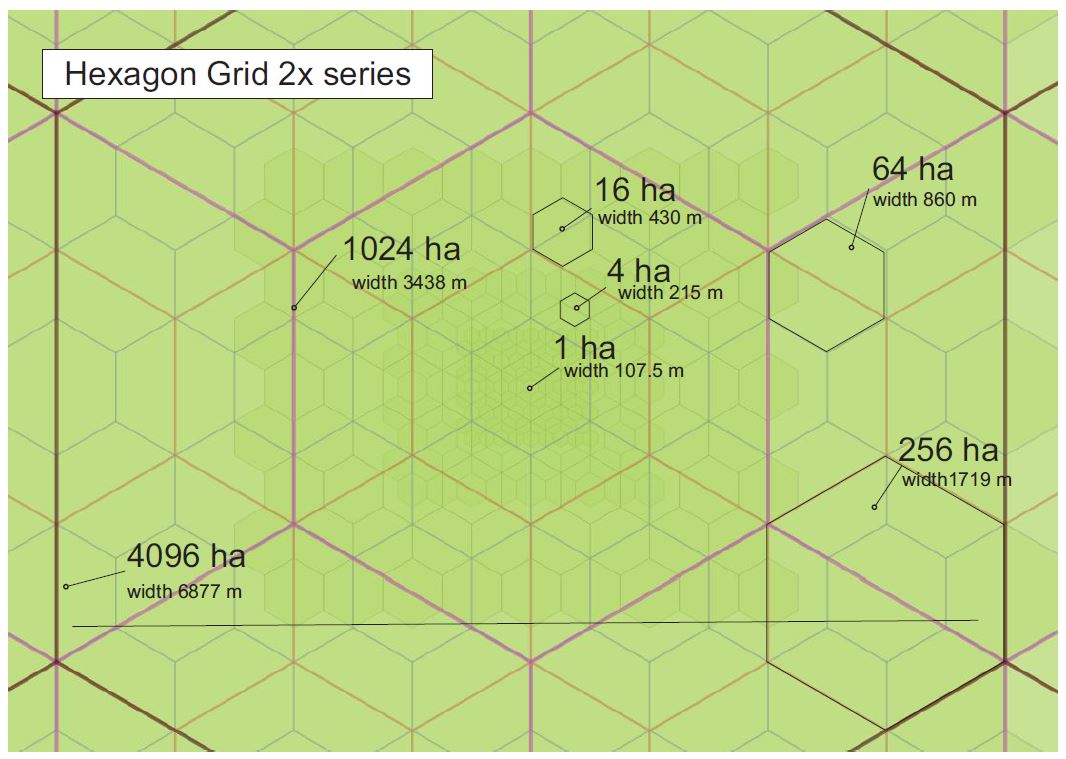 Hexagon Grid 2x series
64 ha
width 860 m
16 ha
width 430 m
1024 ha
width 3438 m
4 ha
width 215 m
1 ha
width 107.5 m
256 ha
width1719 m
4096 ha
width 6877 m